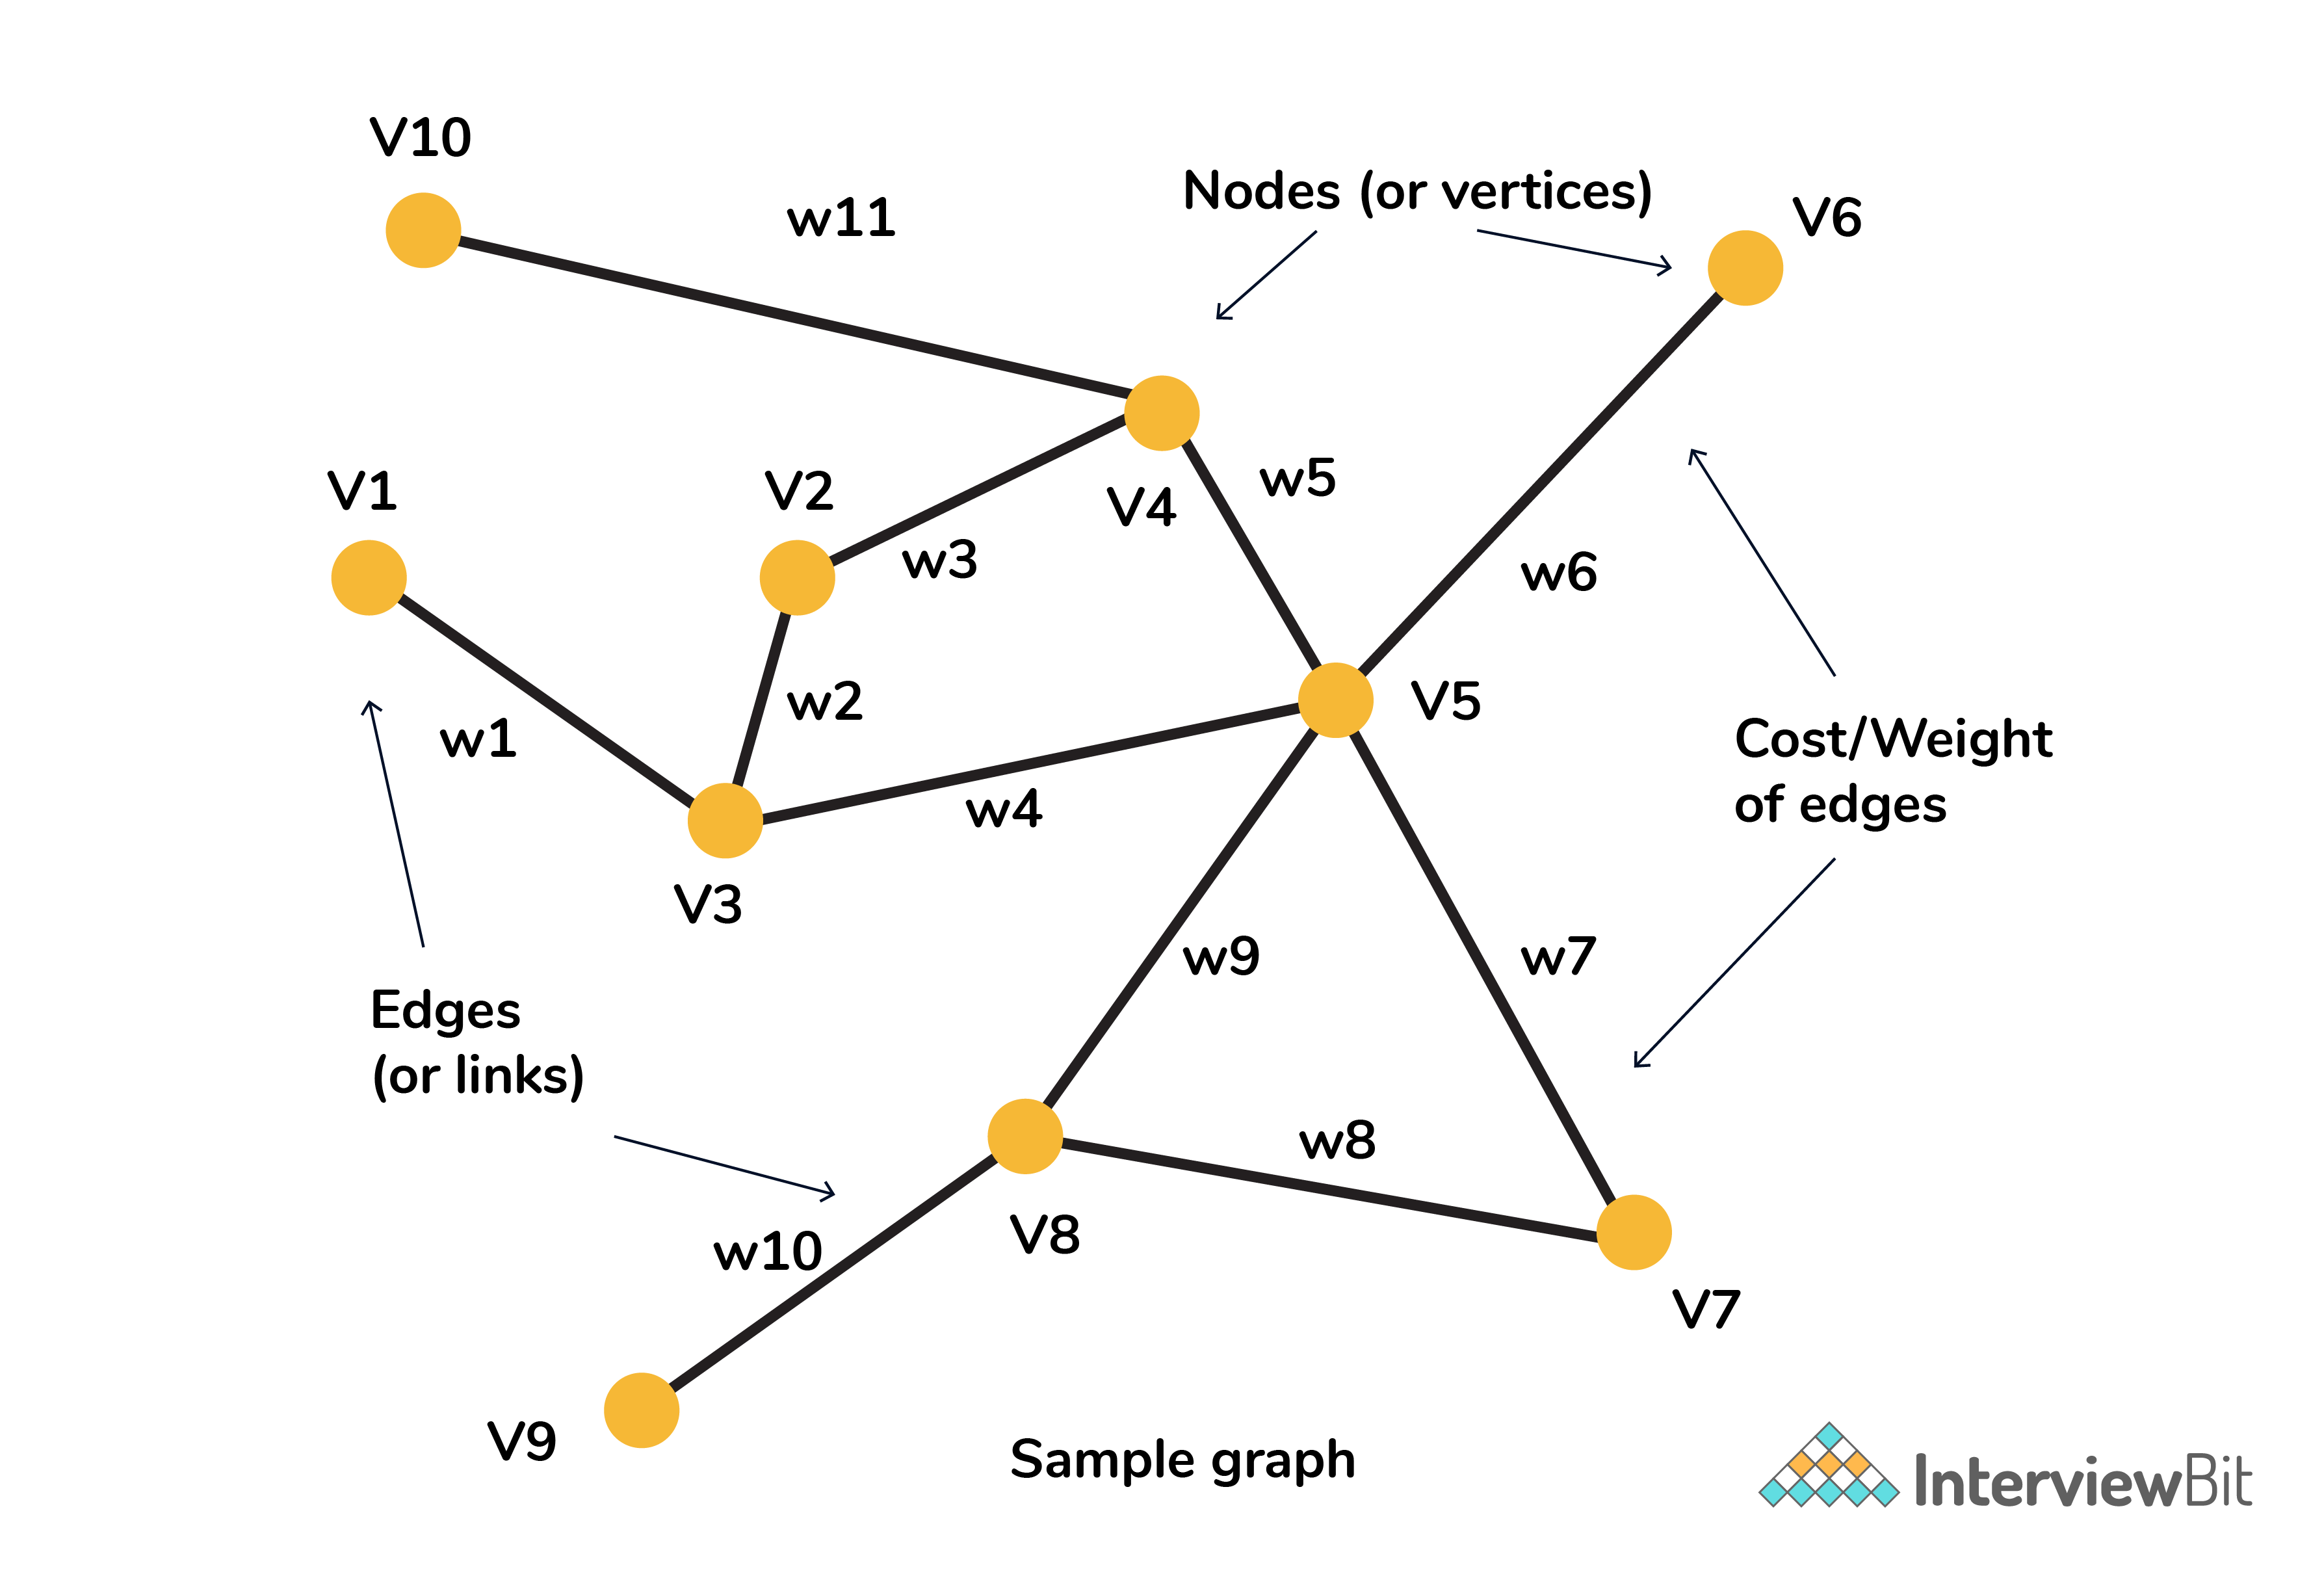 V10
w11
Nodes (or vertices)
V6
V1
V2
w3
V4
w5
w6
w1
w2
V5
w4
Cost/Weight
of edges
V3
w9
w7
Edges
(or links)
w8
w10
V8
V7
V9
Sample graph
InterviewBit